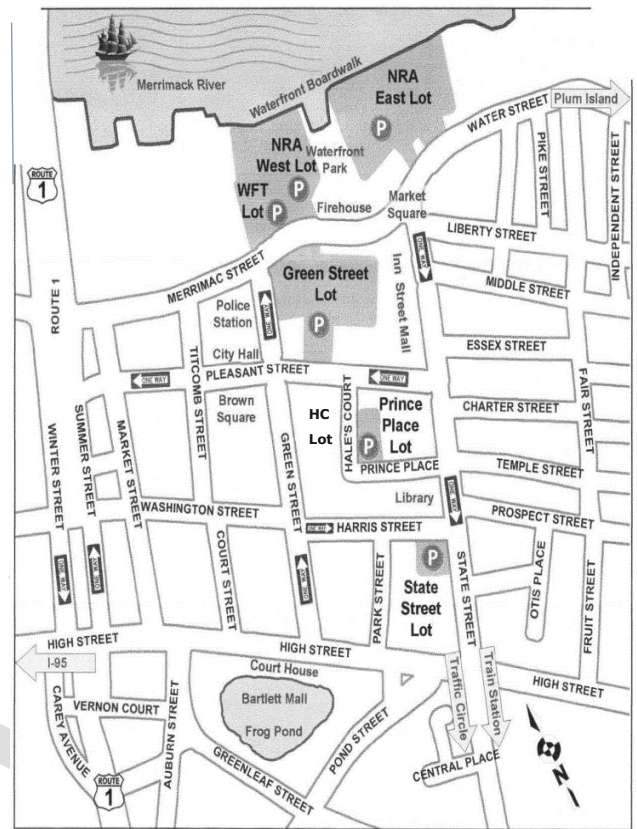 Merrimack River
Waterfront Boardwalk
NRA
East Lot
P
WATER STREET
Plum Island
ROUTE
1
NRA
West Lot
Waterfront
Park
WFT
Lot
P
P
Firehouse
Market
Square
PIKE STREET
INDEPENDENT STREET
LIBERTY STREET
ONE WAY
MIDDLE STREET
MERRIMAC STREET
ROUTE 1
Green Street
Lot
P
Inn Street Mall
Police
Station
ONE WAY
City Hall
ESSEX STREET
PLEASANT STREET
ONE WAY
ONE WAY
TITCOMB STREET
FAIR STREET
Brown
Square
HC
Lot
HALE'S COURT
Prince
Place
Lot
P
CHARTER STREET
SUMMER STREET
MARKET STREET
WINTER STREET
GREEN STREET
PRINCE PLACE
TEMPLE STREET
Library
ONE WAY
WASHINGTON STREET
PROSPECT STREET
ONE WAY
HARRIS STREET
COURT STREET
PARK STREET
P
State
Street
Lot
STATE STREET
OTIS PLACE
FRUIT STREET
ONE WAY
ONE WAY
ONE WAY
HIGH STREET
HIGH STREET
I-95
Court House
Traffic Circle
Train Station
HIGH STREET
Bartlett Mall
Frog Pond
CAREY AVENUE
VERNON COURT
AUBURN STREET
POND STREET
GREENLEAF STREET
CENTRAL PLACE
ROUTE
1
N